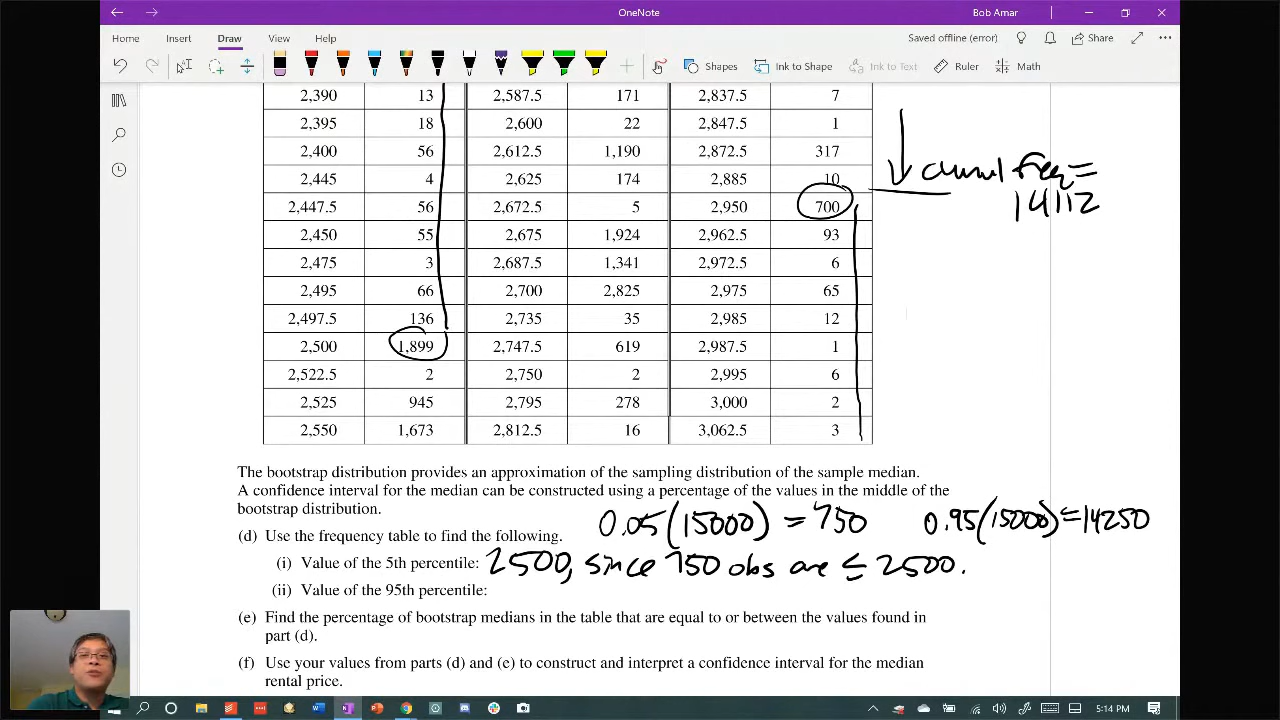 OneNote
Bob Amar
Home Insert Draw View Help
Saved offline (error)
Share
Shapes
Ink to Shape
Ink to Text
Ruler
Math
2,390 13 2,587.5 171 2,837.5 7
2,395 18 2,600 22 2,847.5 1
2,400 56 2,612.5 1,190 2,872.5 317
2,445 4 2,625 174 2,885 10
2,447.5 56 2,672.5 5 2,950 700
2,450 55 2,675 1,924 2,962.5 93
2,475 3 2,687.5 1,341 2,972.5 6
2,495 66 2,700 2,825 2,975 65
2,497.5 136 2,735 35 2,985 12
2,500 1,899 2,747.5 619 2,987.5 1
2,522.5 2 2,750 2 2,995 6
2,525 945 2,795 278 3,000 2
2,550 1,673 2,812.5 16 3,062.5 3
cumul freq =
14112
The bootstrap distribution provides an approximation of the sampling distribution of the sample median.
A confidence interval for the median can be constructed using a percentage of the values in the middle of the
bootstrap distribution.
0.05(15000) = 750 0.95(15000) = 14250
(d) Use the frequency table to find the following.
(i) Value of the 5th percentile: 2500, since 750 obs are ≤ 2500.
(ii) Value of the 95th percentile:
(e) Find the percentage of bootstrap medians in the table that are equal to or between the values found in
part (d).
(f) Use your values from parts (d) and (e) to construct and interpret a confidence interval for the median
rental price.
5:14 PM